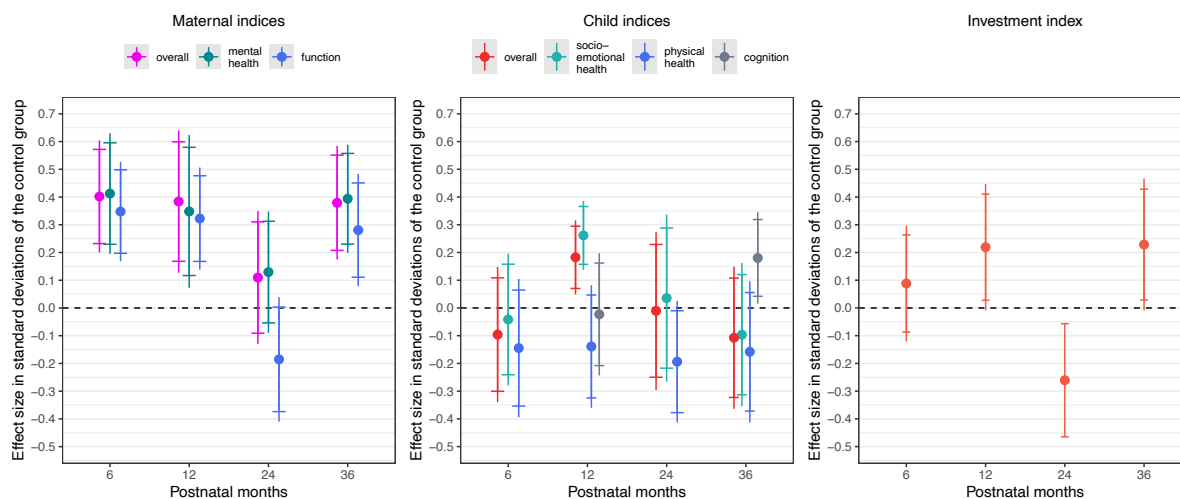 Maternal indices
overall
mental
health
function
Effect size in standard deviations of the control group
0.7
0.6
0.5
0.4
0.3
0.2
0.1
0.0
−0.1
−0.2
−0.3
−0.4
−0.5
6
12
24
36
Postnatal months
Child indices
overall
socio−
emotional
health
physical
health
cognition
Effect size in standard deviations of the control group
0.7
0.6
0.5
0.4
0.3
0.2
0.1
0.0
−0.1
−0.2
−0.3
−0.4
−0.5
6
12
24
36
Postnatal months
Investment index
Effect size in standard deviations of the control group
0.7
0.6
0.5
0.4
0.3
0.2
0.1
0.0
−0.1
−0.2
−0.3
−0.4
−0.5
6
12
24
36
Postnatal months